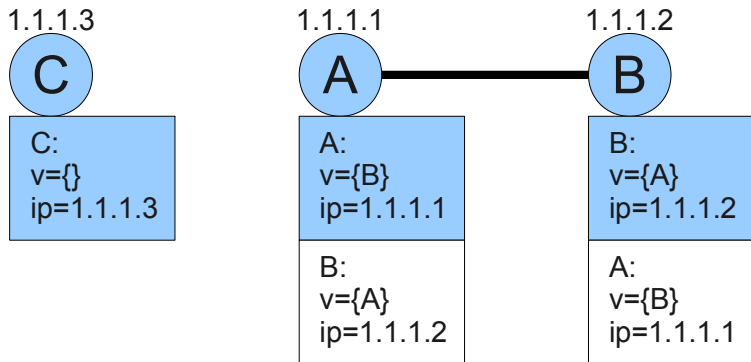 1.1.1.3
1.1.1.1
1.1.1.2
C
A
B
C:
v={}
ip=1.1.1.3
A:
v={B}
ip=1.1.1.1
B:
v={A}
ip=1.1.1.2
B:
v={A}
ip=1.1.1.2
A:
v={B}
ip=1.1.1.1